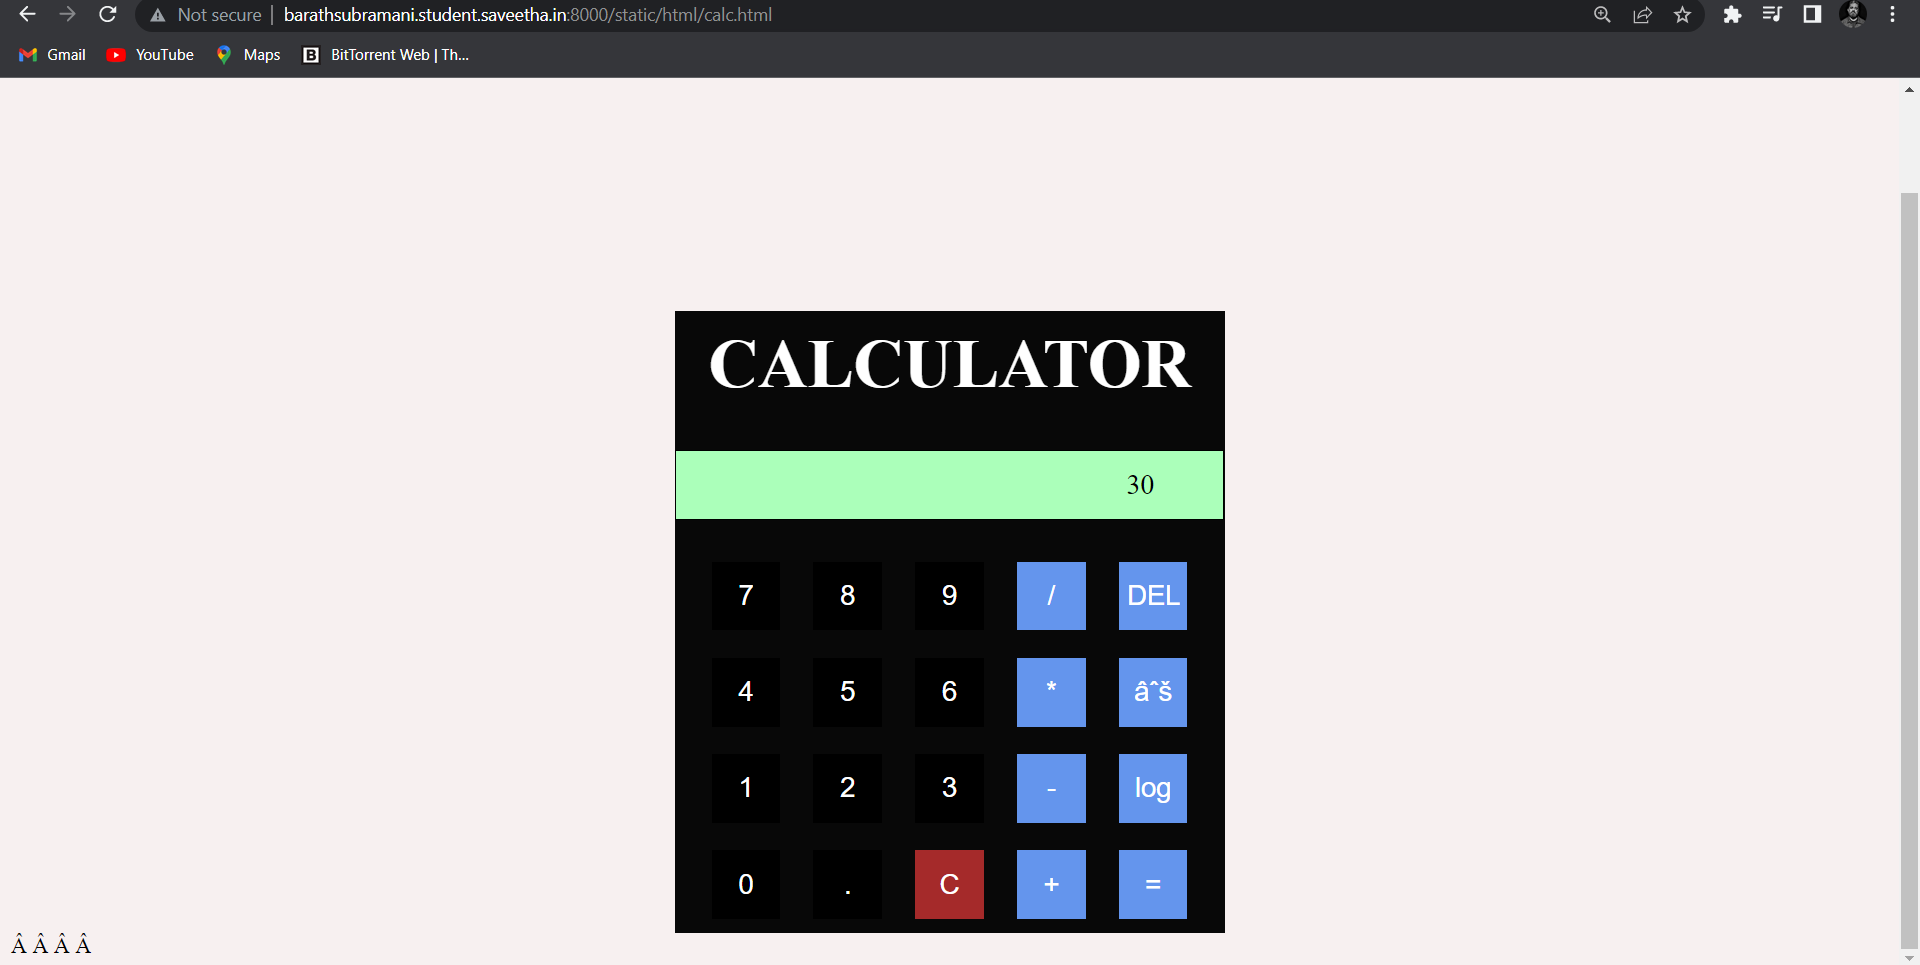 Not secure | barathsubramani.student.saveetha.in:8000/static/html/calc.html
Gmail YouTube Maps B BitTorrent Web | Th...
CALCULATOR
30
7 8 9 / DEL
4 5 6 * âˆš
1 2 3 - log
0 . C + =
Â Â Â Â